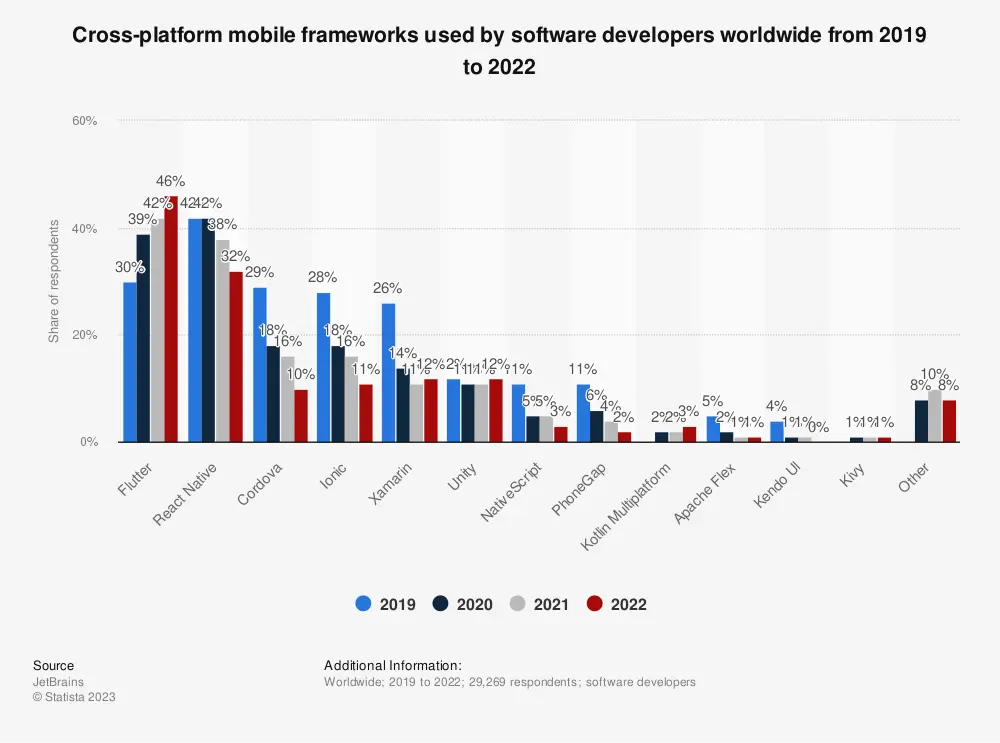 Cross-platform mobile frameworks used by software developers worldwide from 2019
to 2022
60%
40%
20%
0%
Share of respondents
30% 39% 42% 46%
42% 42% 38% 32%
29% 18% 16% 10%
28% 18% 16% 11%
26% 14% 11% 12%
12% 11% 11% 12%
11% 5% 5% 3%
11% 6% 4% 2%
2% 2% 3%
5% 2% 1% 1%
4% 1% 1% 0%
1% 1% 1%
8% 10% 8%
Flutter
React Native
Cordova
Ionic
Xamarin
Unity
NativeScript
PhoneGap
Kotlin Multiplatform
Apache Flex
Kendo UI
Kivy
Other
2019 2020 2021 2022
Source
JetBrains
© Statista 2023
Additional Information:
Worldwide; 2019 to 2022; 29,269 respondents; software developers